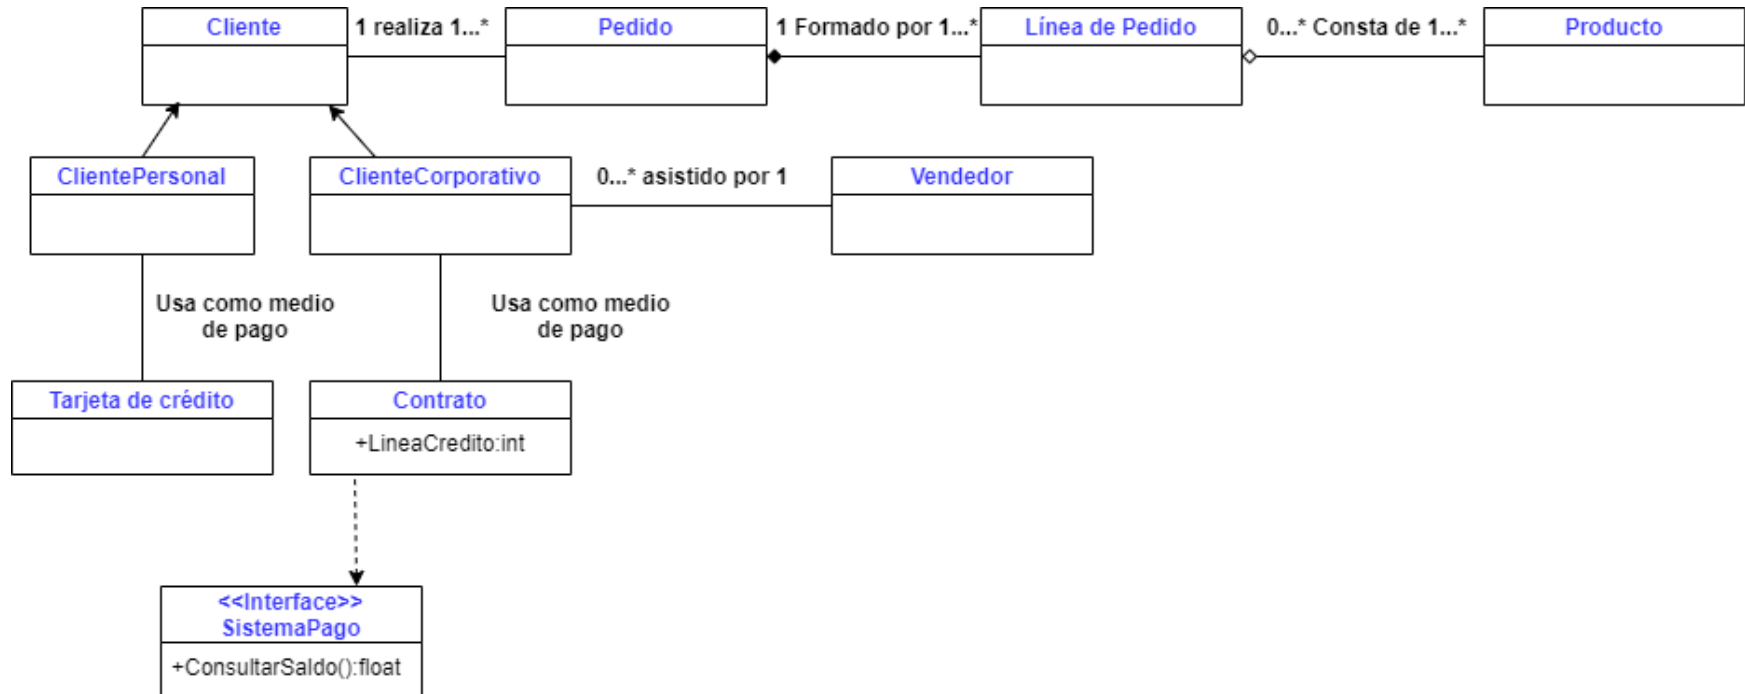 Cliente
1 realiza 1...*
Pedido
1 Formado por 1...*
Línea de Pedido
0...* Consta de 1...*
Producto
ClientePersonal
ClienteCorporativo
0...* asistido por 1
Vendedor
Usa como medio
de pago
Usa como medio
de pago
Tarjeta de crédito
Contrato
+LineaCredito:int
<<Interface>>
SistemaPago
+ConsultarSaldo():float